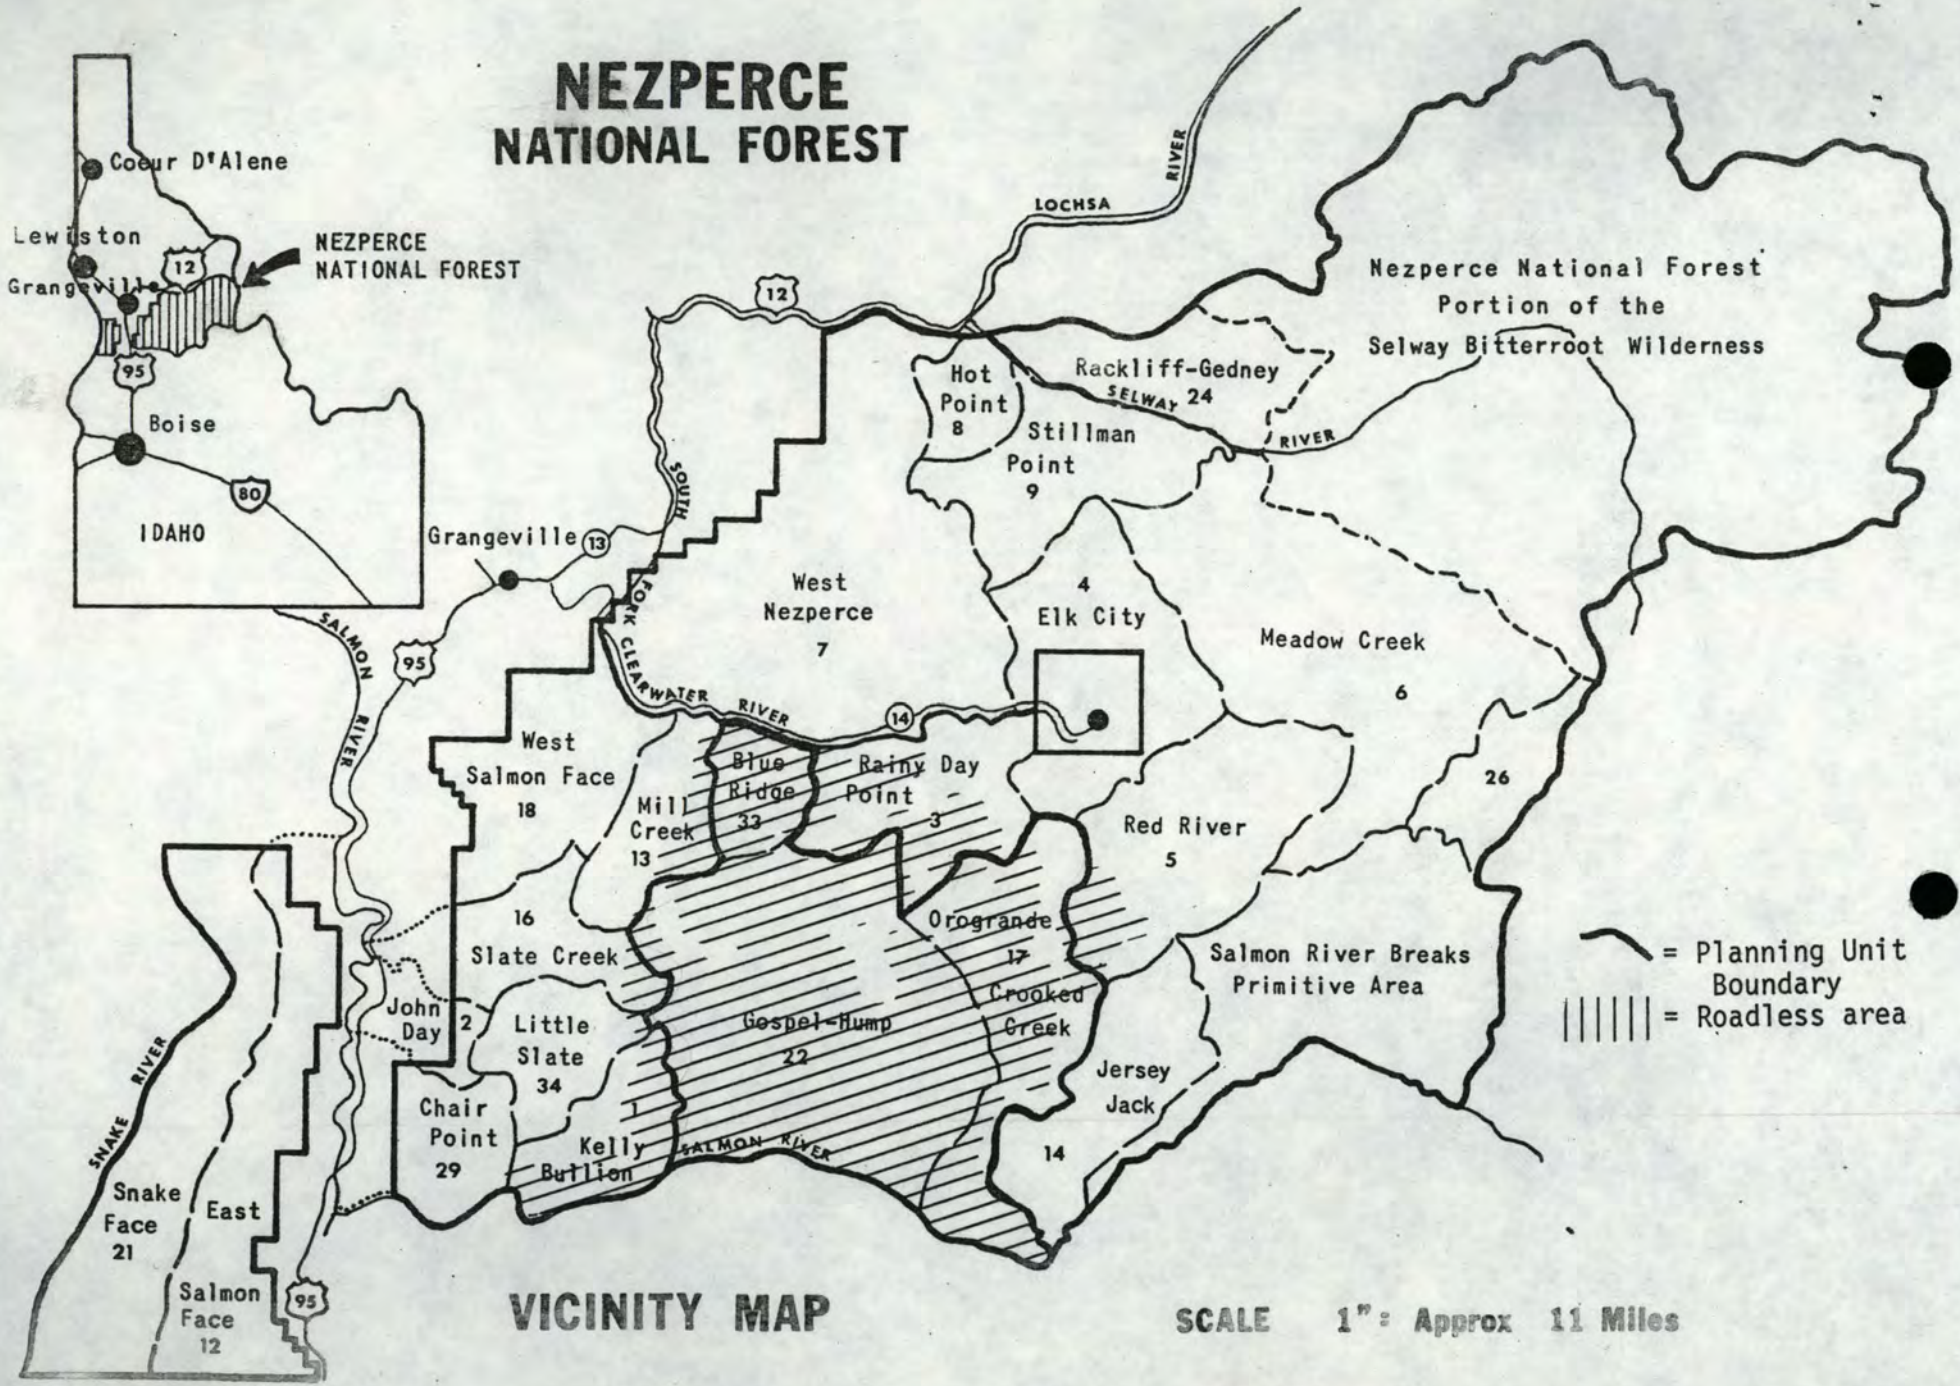 NEZPERCE
NATIONAL FOREST
Coeur D'Alene
Lewiston
12
Grangeville
NEZPERCE
NATIONAL FOREST
95
Boise
80
IDAHO
LOCHSA
RIVER
12
Nezperce National Forest
Portion of the
Selway Bitterroot Wilderness
Hot
Point
8
Rackliff-Gedney
24
SELWAY
RIVER
Stillman
Point
9
SOUTH
FORK
CLEARWATER
RIVER
Grangeville
13
West
Nezperce
7
4
Elk City
Meadow Creek
6
SALMON
RIVER
95
14
West
Salmon Face
18
Mill
Creek
13
Blue
Ridge
33
Rainy Day
Point
3
Red River
5
26
16
Slate Creek
Orogrande
17
Crooked
Creek
Salmon River Breaks
Primitive Area
= Planning Unit
Boundary
= Roadless area
John
Day
2
Little
Slate
34
Gospel-Hump
22
Jersey
Jack
14
Chair
Point
29
1
Kelly
Bullion
SALMON RIVER
SNAKE
RIVER
Snake
Face
21
East
Salmon
Face
12
95
VICINITY MAP
SCALE 1": Approx 11 Miles